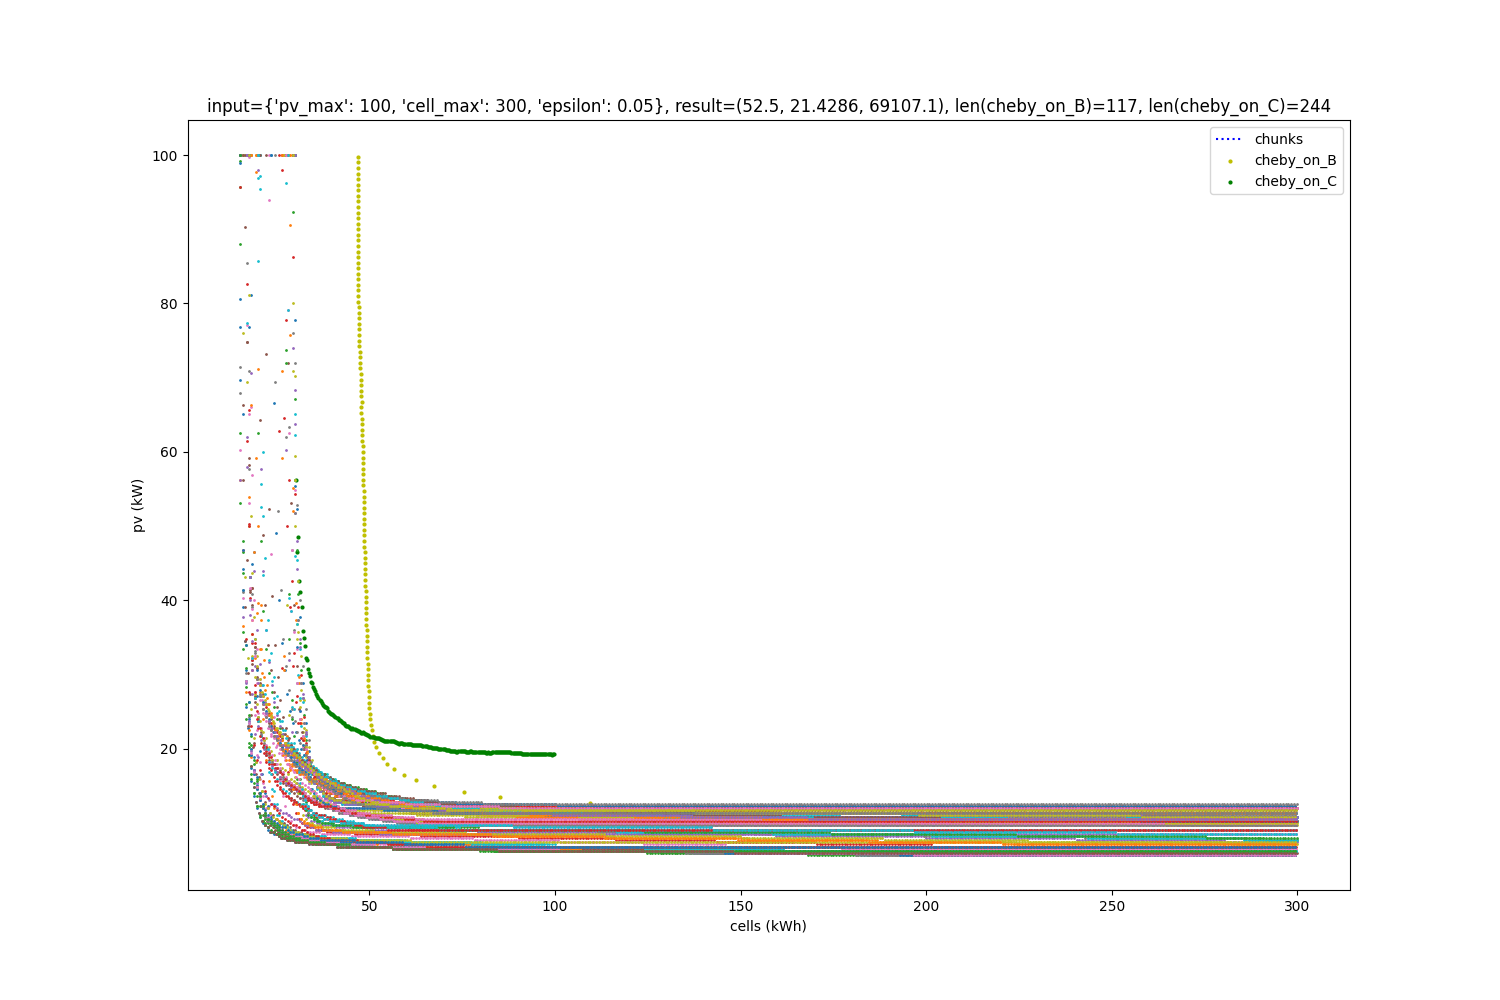 input={'pv_max': 100, 'cell_max': 300, 'epsilon': 0.05}, result=(52.5, 21.4286, 69107.1), len(cheby_on_B)=117, len(cheby_on_C)=244
chunks
cheby_on_B
cheby_on_C
100
80
60
40
20
pv (kW)
50 100 150 200 250 300
cells (kWh)